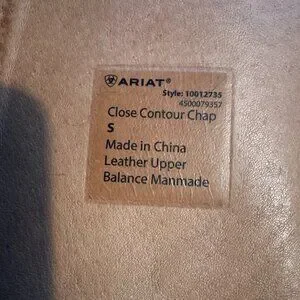 ARIAT®
Style: 10012735
4500079357
Close Contour Chap
S
Made in China
Leather Upper
Balance Manmade